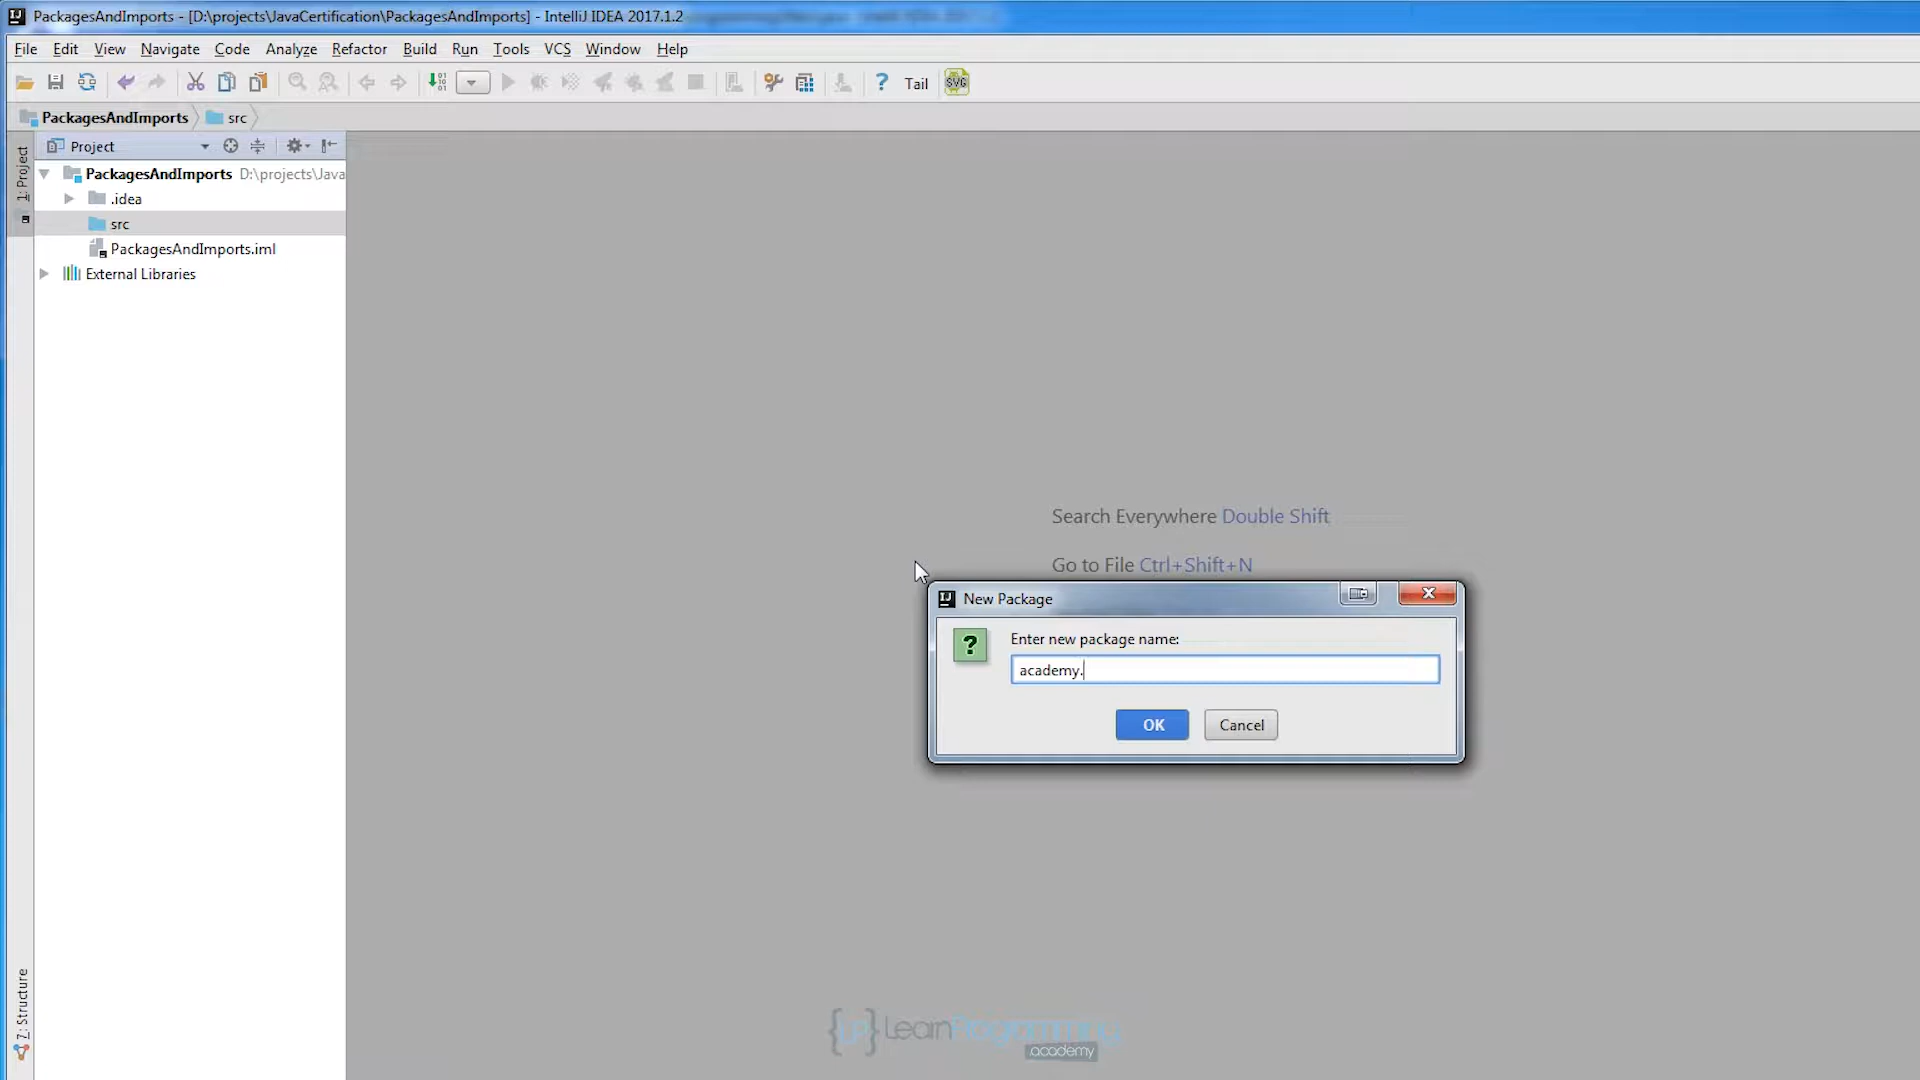 PackagesAndImports - [D:\projects\JavaCertification\PackagesAndImports] - IntelliJ IDEA 2017.1.2
File Edit View Navigate Code Analyze Refactor Build Run Tools VCS Window Help
Tail SVG
PackagesAndImports src
1: Project
Project
PackagesAndImports D:\projects\Java
.idea
src
PackagesAndImports.iml
External Libraries
Search Everywhere Double Shift
Go to File Ctrl+Shift+N
New Package
Enter new package name:
academy.
OK Cancel
7: Structure
LearnProgramming
.academy